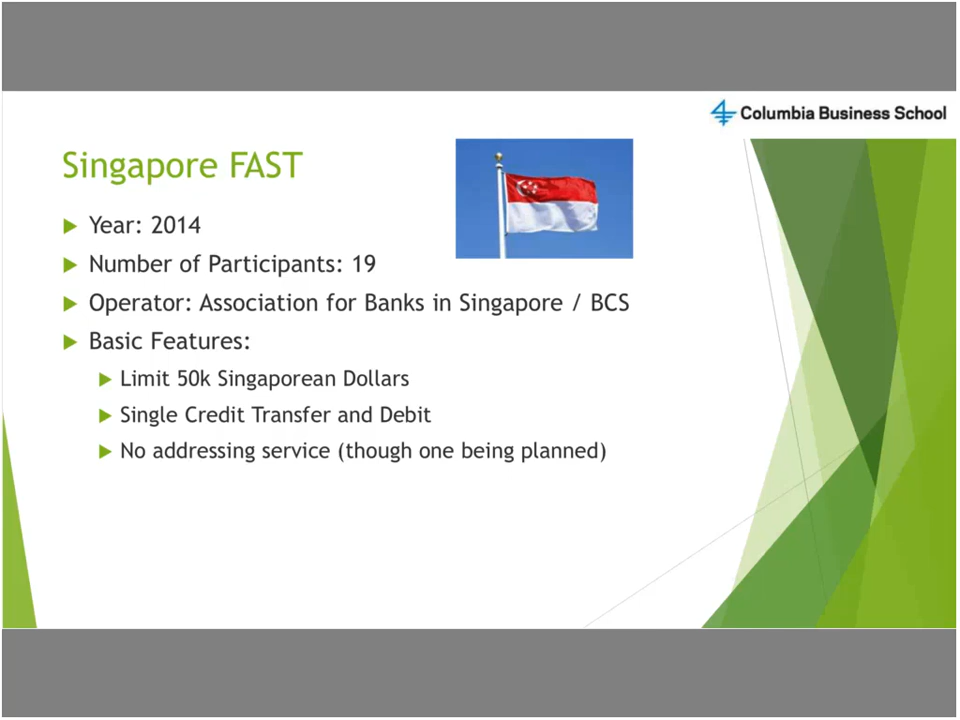 Columbia Business School
Singapore FAST
Year: 2014
Number of Participants: 19
Operator: Association for Banks in Singapore / BCS
Basic Features:
Limit 50k Singaporean Dollars
Single Credit Transfer and Debit
No addressing service (though one being planned)